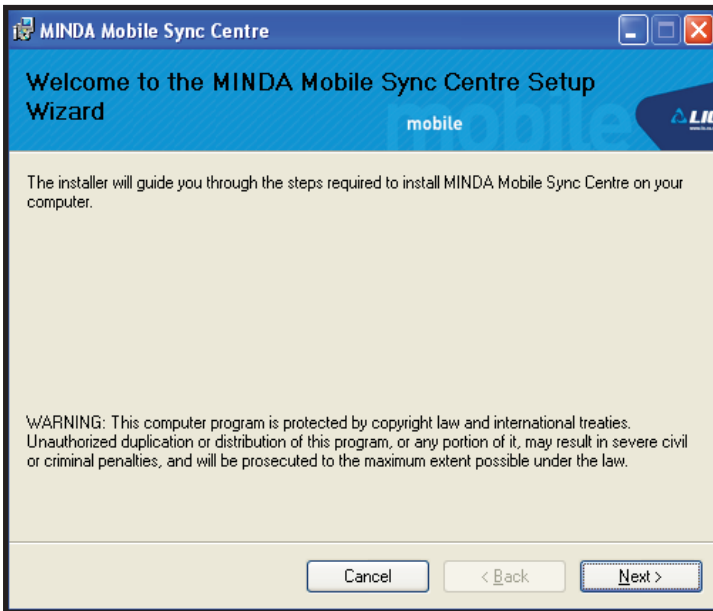 MINDA Mobile Sync Centre
Welcome to the MINDA Mobile Sync Centre Setup
Wizard
mobile
mobile
The installer will guide you through the steps required to install MINDA Mobile Sync Centre on your
computer.
WARNING: This computer program is protected by copyright law and international treaties.
Unauthorized duplication or distribution of this program, or any portion of it, may result in severe civil
or criminal penalties, and will be prosecuted to the maximum extent possible under the law.
Cancel
< Back
Next >